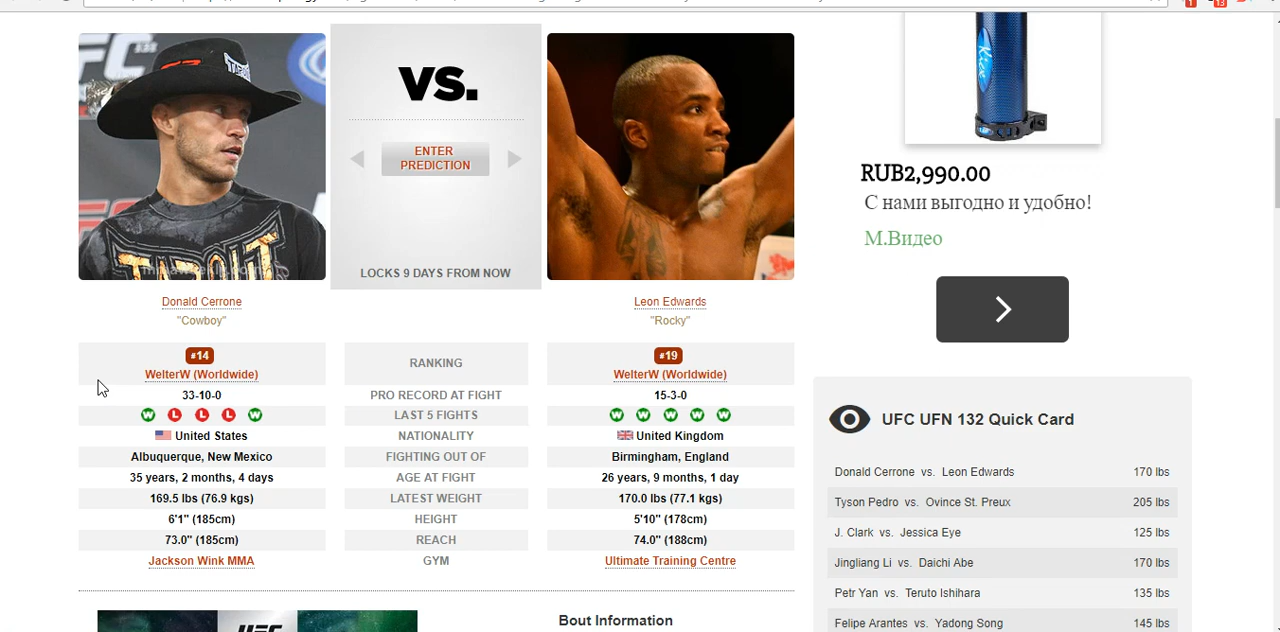 VS.
ENTER
PREDICTION
LOCKS 9 DAYS FROM NOW
Donald Cerrone
"Cowboy"
Leon Edwards
"Rocky"
#14
WelterW (Worldwide)
RANKING
#19
WelterW (Worldwide)
33-10-0
PRO RECORD AT FIGHT
15-3-0
W L L L W
LAST 5 FIGHTS
W W W W W
United States
NATIONALITY
United Kingdom
Albuquerque, New Mexico
FIGHTING OUT OF
Birmingham, England
35 years, 2 months, 4 days
AGE AT FIGHT
26 years, 9 months, 1 day
169.5 lbs (76.9 kgs)
LATEST WEIGHT
170.0 lbs (77.1 kgs)
6'1" (185cm)
HEIGHT
5'10" (178cm)
73.0" (185cm)
REACH
74.0" (188cm)
Jackson Wink MMA
GYM
Ultimate Training Centre
Bout Information
UFC
RUB2,990.00
С нами выгодно и удобно!
М.Видео
UFC UFN 132 Quick Card
Donald Cerrone vs. Leon Edwards 170 lbs
Tyson Pedro vs. Ovince St. Preux 205 lbs
J. Clark vs. Jessica Eye 125 lbs
Jingliang Li vs. Daichi Abe 170 lbs
Petr Yan vs. Teruto Ishihara 135 lbs
Felipe Arantes vs. Yadong Song 145 lbs